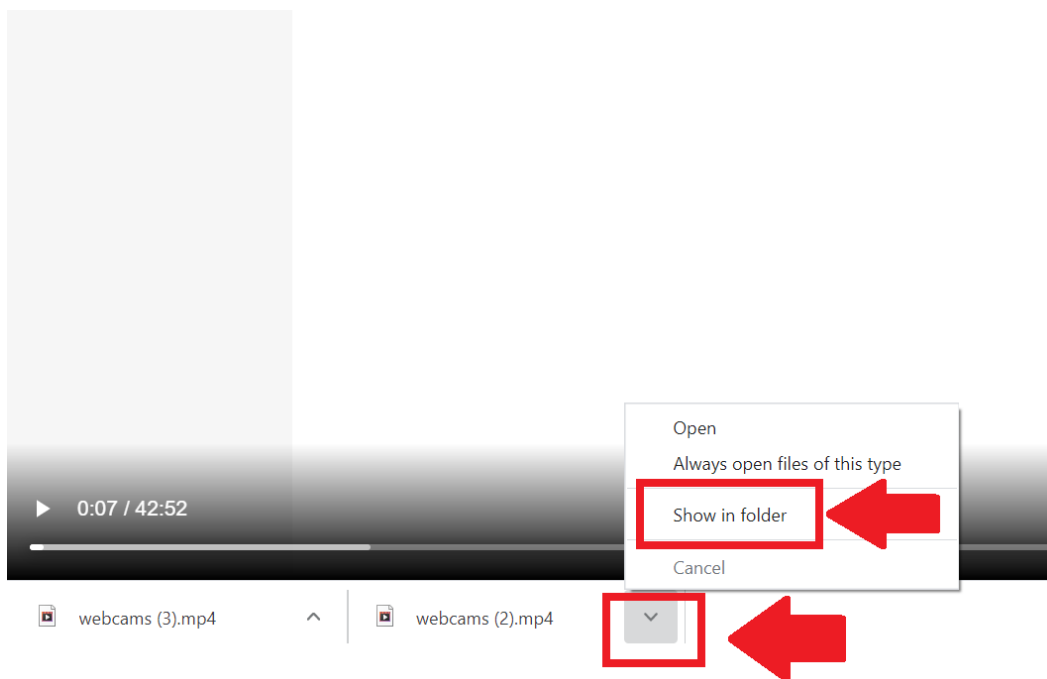 Open
Always open files of this type
Show in folder
Cancel
0:07 / 42:52
webcams (3).mp4
webcams (2).mp4